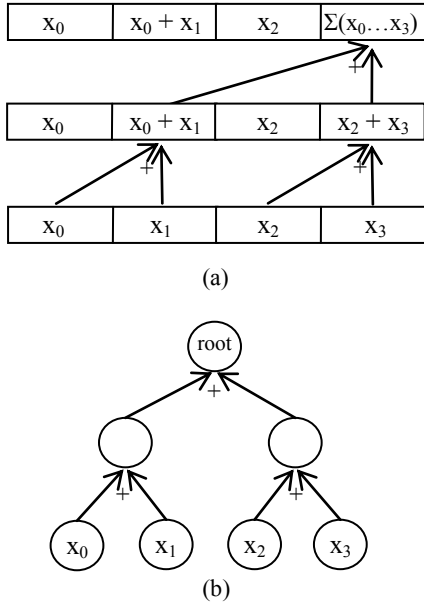 x₀ x₀ + x₁ x₂ Σ(x₀…x₃)
+
x₀ x₀ + x₁ x₂ x₂ + x₃
+ +
x₀ x₁ x₂ x₃
(a)
root
+
+ +
x₀ x₁ x₂ x₃
(b)